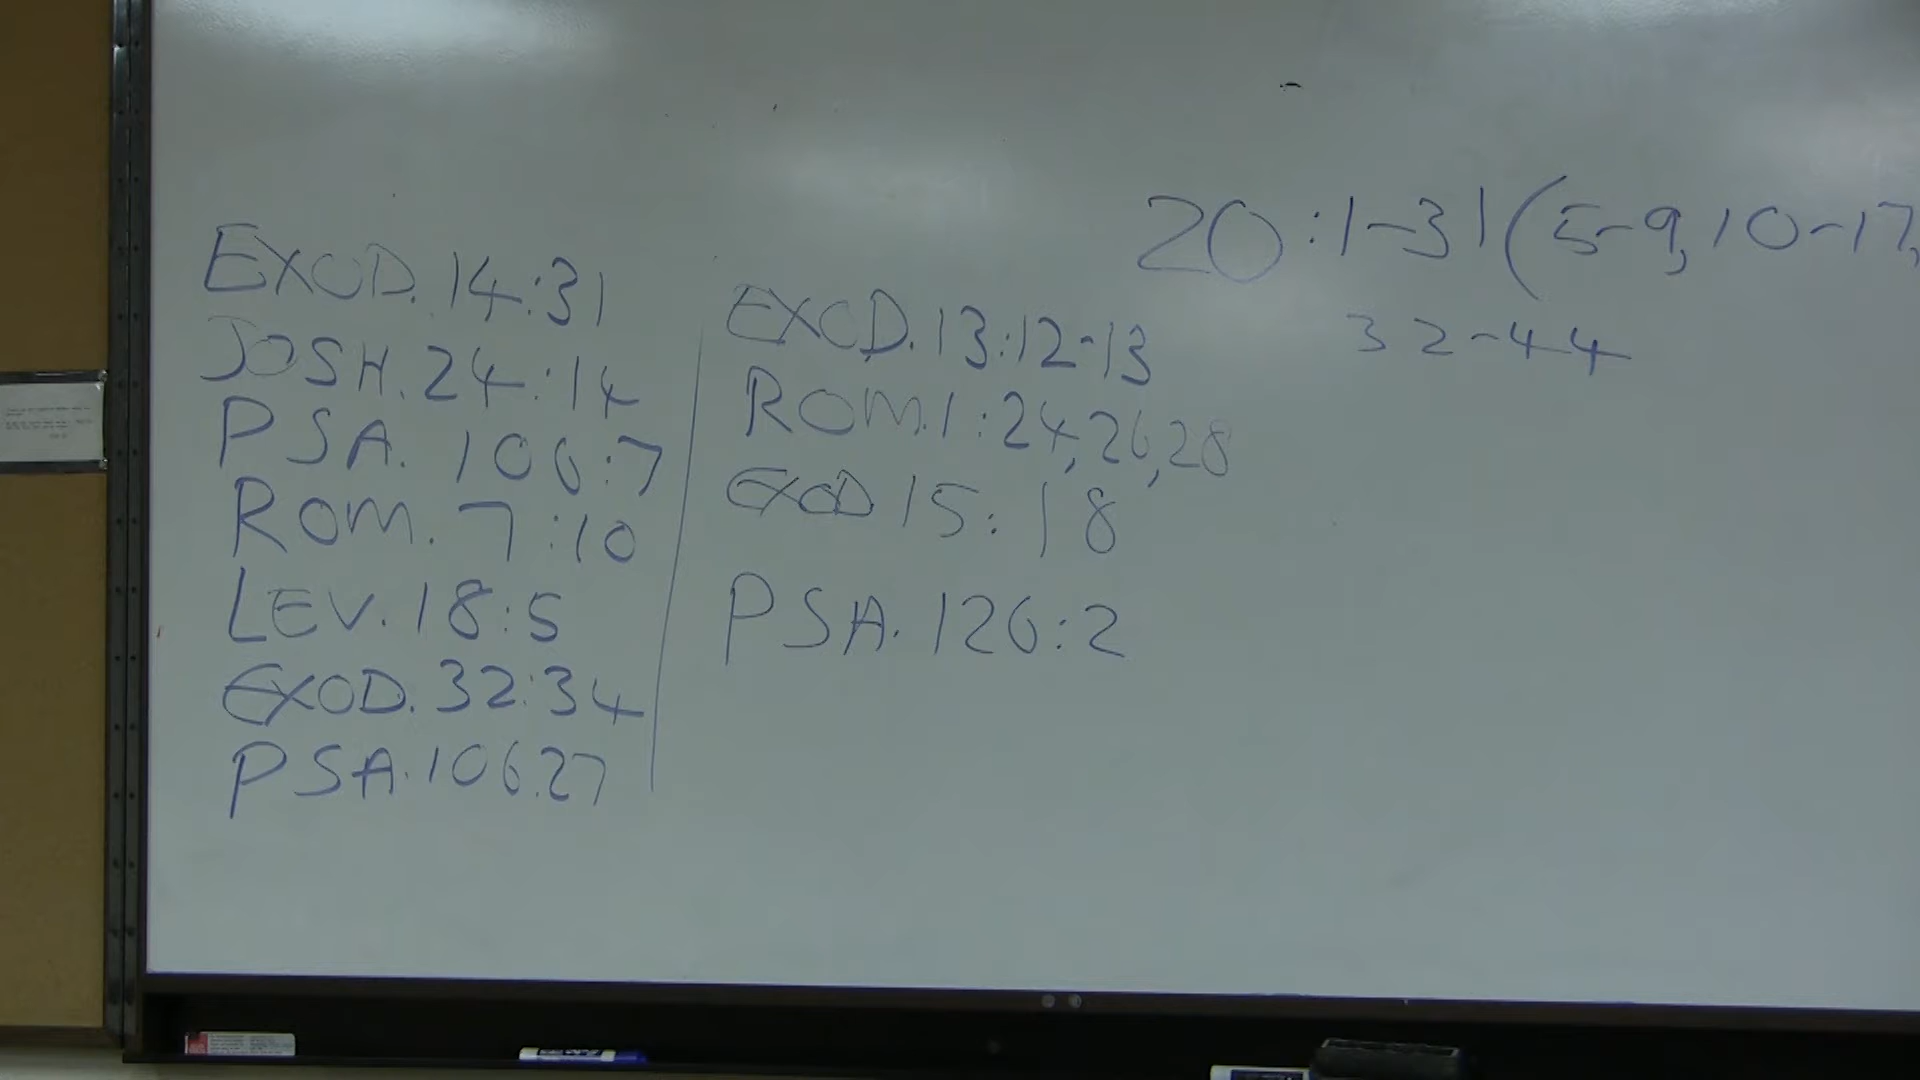 EXOD. 14:31
JOSH. 24:14
PSA. 106:7
ROM. 7:10
LEV. 18:5
EXOD. 32:34
PSA. 106:27
EXOD. 13:12-13
ROM. 1:24,26,28
EXOD 15:18
PSA. 126:2
20:1-31(5-9,10-17,
32-44